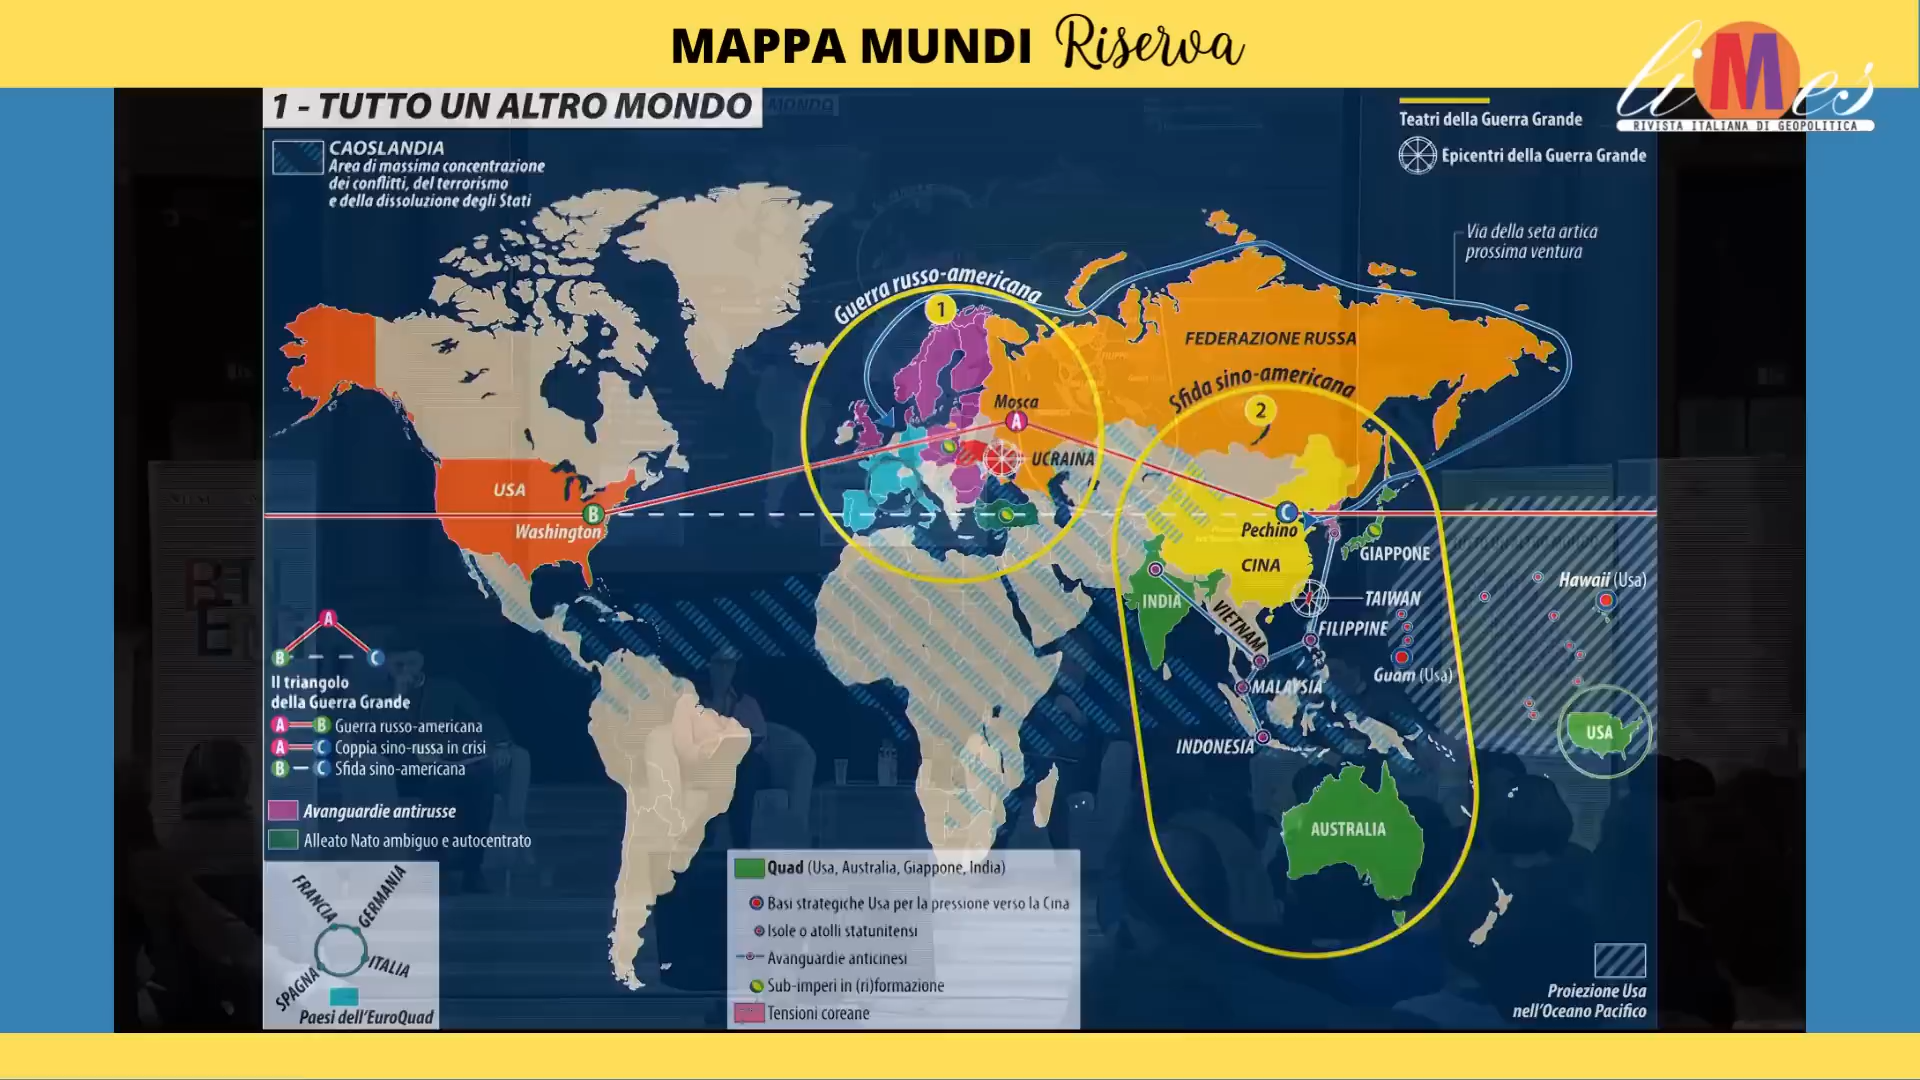 MAPPA MUNDI Riserva
liMes
RIVISTA ITALIANA DI GEOPOLITICA
1 - TUTTO UN ALTRO MONDO
MONDO
CAOSLANDIA
Area di massima concentrazione
dei conflitti, del terrorismo
e della dissoluzione degli Stati
Teatri della Guerra Grande
Epicentri della Guerra Grande
Via della seta artica
prossima ventura
Guerra russo-americana
1
FEDERAZIONE RUSSA
Sfida sino-americana
2
Mosca
A
UCRAINA
USA
B
Washington
C
Pechino
CINA
GIAPPONE
Hawaii (Usa)
INDIA
VIETNAM
TAIWAN
FILIPPINE
Guam (Usa)
MALAYSIA
INDONESIA
USA
AUSTRALIA
A
B C
Il triangolo
della Guerra Grande
A B Guerra russo-americana
A C Coppia sino-russa in crisi
B C Sfida sino-americana
Avanguardie antirusse
Alleato Nato ambiguo e autocentrato
FRANCIA
GERMANIA
SPAGNA
ITALIA
Paesi dell'EuroQuad
Quad (Usa, Australia, Giappone, India)
Basi strategiche Usa per la pressione verso la Cina
Isole o atolli statunitensi
Avanguardie anticinesi
Sub-imperi in (ri)formazione
Tensioni coreane
Proiezione Usa
nell'Oceano Pacifico